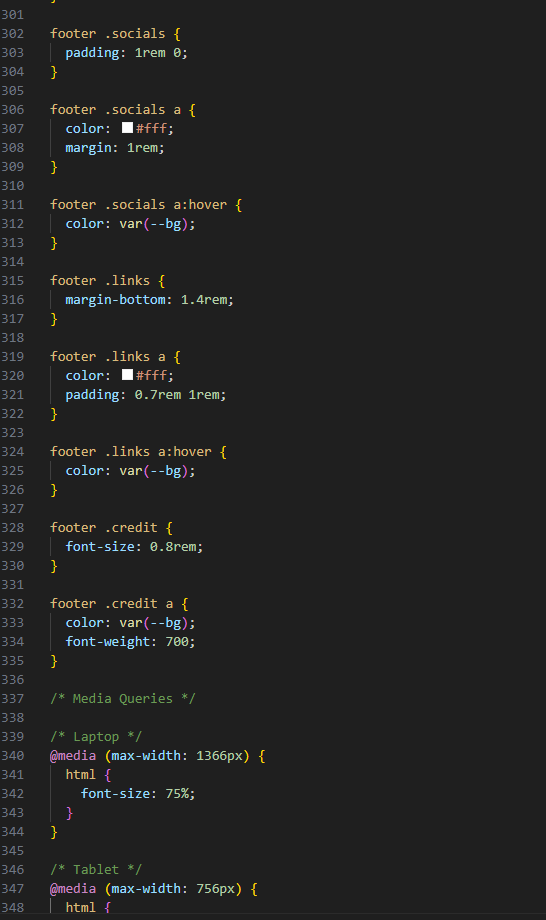 301
302 footer .socials {
303   padding: 1rem 0;
304 }
305
306 footer .socials a {
307   color: #fff;
308   margin: 1rem;
309 }
310
311 footer .socials a:hover {
312   color: var(--bg);
313 }
314
315 footer .links {
316   margin-bottom: 1.4rem;
317 }
318
319 footer .links a {
320   color: #fff;
321   padding: 0.7rem 1rem;
322 }
323
324 footer .links a:hover {
325   color: var(--bg);
326 }
327
328 footer .credit {
329   font-size: 0.8rem;
330 }
331
332 footer .credit a {
333   color: var(--bg);
334   font-weight: 700;
335 }
336
337 /* Media Queries */
338
339 /* Laptop */
340 @media (max-width: 1366px) {
341   html {
342     font-size: 75%;
343   }
344 }
345
346 /* Tablet */
347 @media (max-width: 756px) {
348   html {